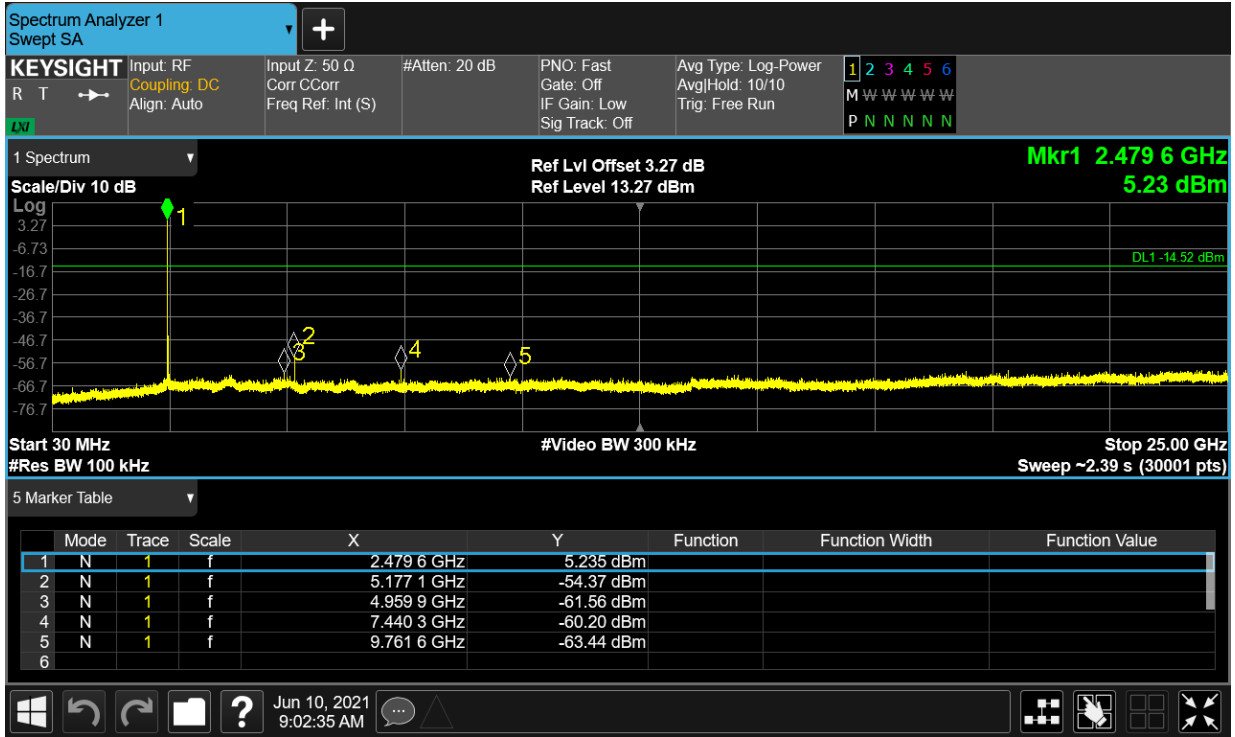 Spectrum Analyzer 1
Swept SA
KEYSIGHT Input: RF Input Z: 50 Ω #Atten: 20 dB PNO: Fast Avg Type: Log-Power 1 2 3 4 5 6
R T Coupling: DC Corr CCorr Gate: Off Avg|Hold: 10/10 M W W W W W
Align: Auto Freq Ref: Int (S) IF Gain: Low Trig: Free Run
LXI Sig Track: Off P N N N N N N
1 Spectrum Ref Lvl Offset 3.27 dB Mkr1 2.479 6 GHz
Scale/Div 10 dB Ref Level 13.27 dBm 5.23 dBm
Log
1
3.27
-6.73
DL1 -14.52 dBm
-16.7
-26.7
-36.7
-46.7
2
3 4 5
-56.7
-66.7
-76.7
Start 30 MHz #Video BW 300 kHz Stop 25.00 GHz
#Res BW 100 kHz Sweep ~2.39 s (30001 pts)
5 Marker Table
Mode Trace Scale X Y Function Function Width Function Value
1 N 1 f 2.479 6 GHz 5.235 dBm
2 N 1 f 5.177 1 GHz -54.37 dBm
3 N 1 f 4.959 9 GHz -61.56 dBm
4 N 1 f 7.440 3 GHz -60.20 dBm
5 N 1 f 9.761 6 GHz -63.44 dBm
6
? Jun 10, 2021
9:02:35 AM